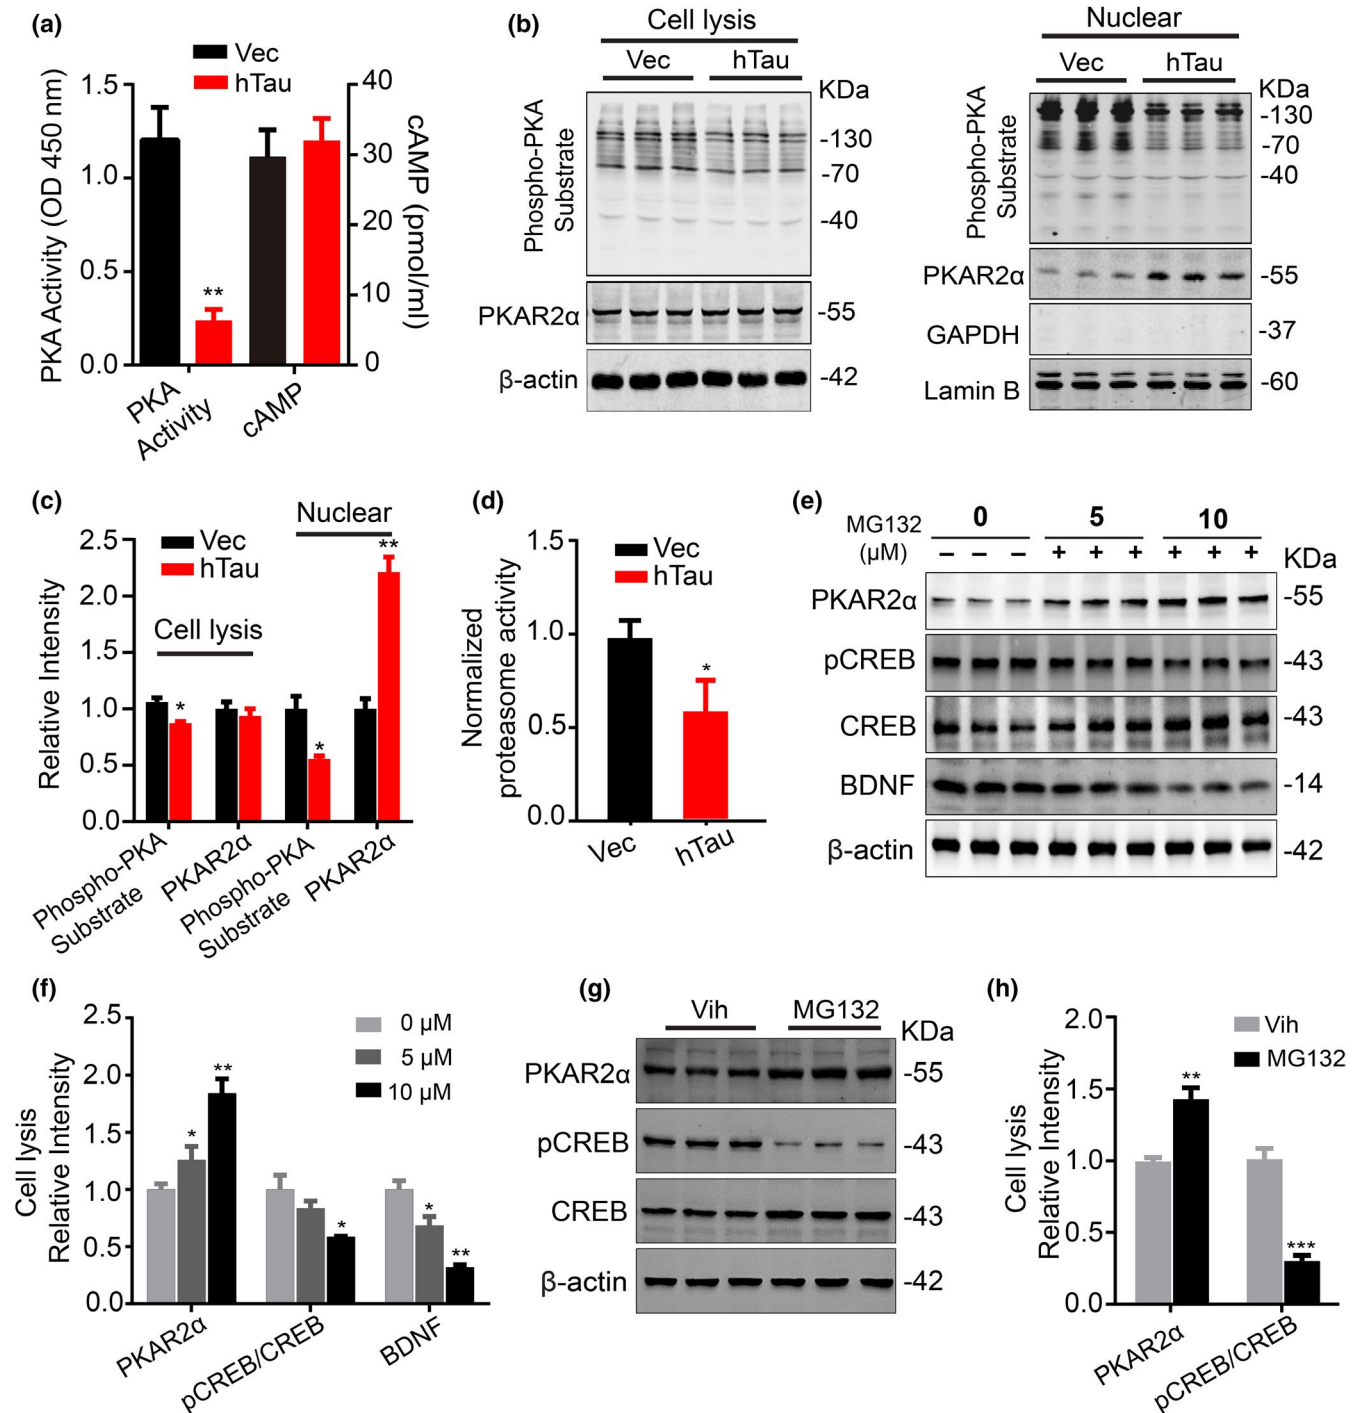 (a)
Vec
hTau
1.5
1.0
0.5
0.0
PKA Activity (OD 450 nm)
40
30
20
10
0
cAMP (pmol/ml)
**
PKA
Activity
cAMP
(b)
Cell lysis
Vec hTau
KDa
Phospho-PKA
Substrate
-130
-70
-40
PKAR2α
-55
β-actin
-42
Nuclear
Vec hTau
KDa
Phospho-PKA
Substrate
-130
-70
-40
PKAR2α
-55
GAPDH
-37
Lamin B
-60
(c)
Nuclear
Vec
hTau
Cell lysis
2.5
2.0
1.5
1.0
0.5
0.0
Relative Intensity
*
*
**
Phospho-PKA
Substrate
PKAR2α
Phospho-PKA
Substrate
PKAR2α
(d)
Vec
hTau
1.5
1.0
0.5
0.0
Normalized
proteasome activity
*
Vec
hTau
(e)
MG132
(μM)
0 5 10
– – – + + + + + +
KDa
PKAR2α
-55
pCREB
-43
CREB
-43
BDNF
-14
β-actin
-42
(f)
0 μM
5 μM
10 μM
2.5
2.0
1.5
1.0
0.5
0.0
Cell lysis
Relative Intensity
*
**
*
*
**
PKAR2α
pCREB/CREB
BDNF
(g)
Vih MG132
KDa
PKAR2α
-55
pCREB
-43
CREB
-43
β-actin
-42
(h)
Vih
MG132
2.0
1.5
1.0
0.5
0.0
Cell lysis
Relative Intensity
**
***
PKAR2α
pCREB/CREB